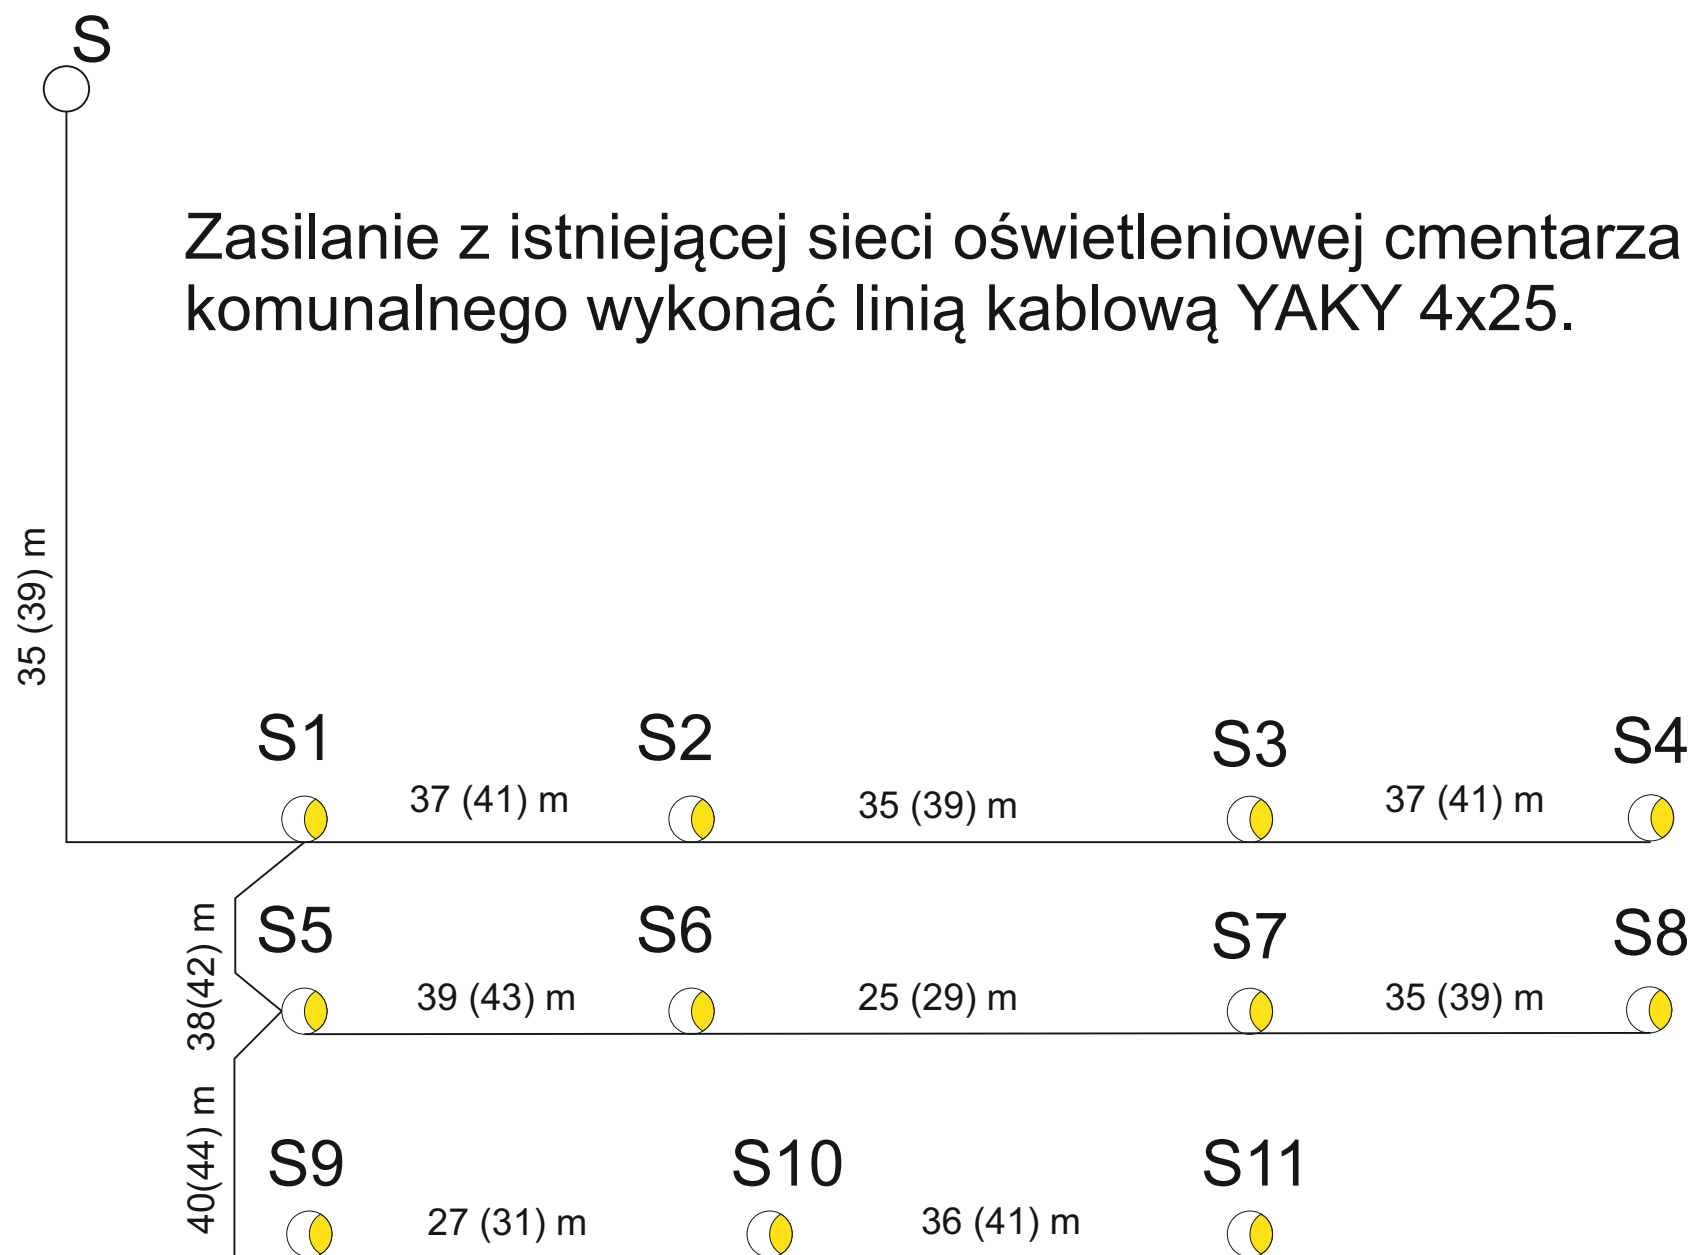 S
Zasilanie z istniejącej sieci oświetleniowej cmentarza
komunalnego wykonać linią kablową YAKY 4x25.
35 (39) m
S1
S2
S3
S4
37 (41) m
35 (39) m
37 (41) m
38(42) m
S5
S6
S7
S8
39 (43) m
25 (29) m
35 (39) m
40(44) m
S9
S10
S11
27 (31) m
36 (41) m